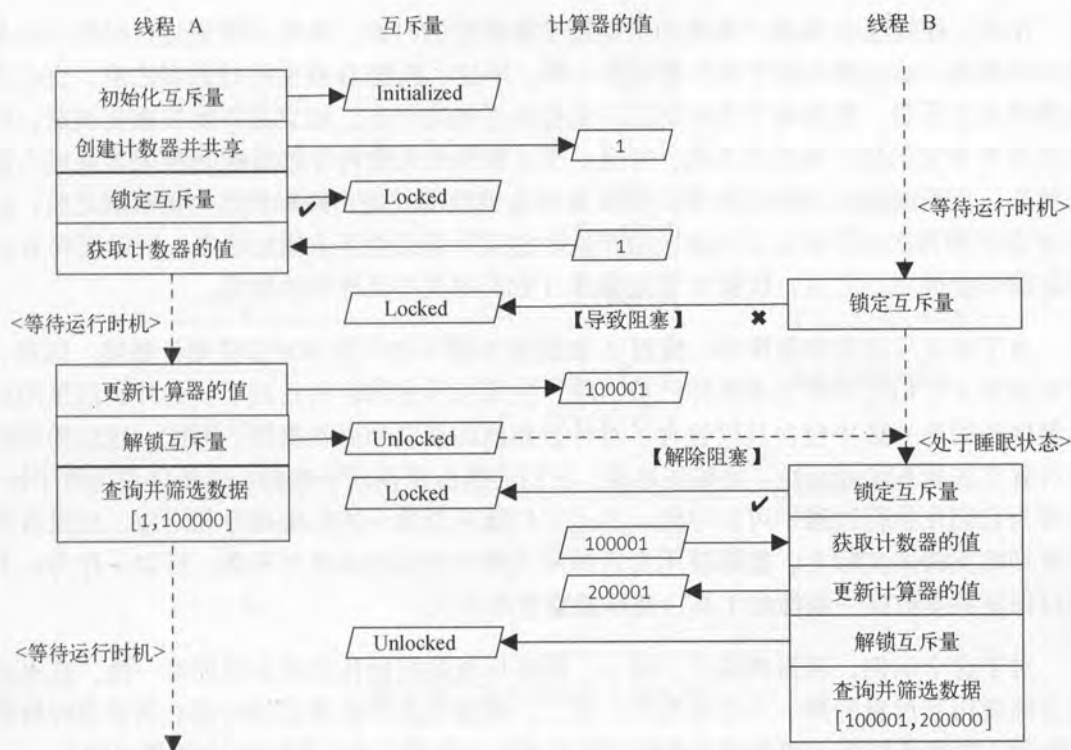 线程 A 互斥量 计算器的值 线程 B
初始化互斥量 Initialized
创建计数器并共享 1
锁定互斥量 Locked
<等待运行时机>
获取计数器的值 1
Locked 锁定互斥量
【导致阻塞】
<等待运行时机>
更新计算器的值 100001
解锁互斥量 Unlocked <处于睡眠状态>
【解除阻塞】
查询并筛选数据 Locked 锁定互斥量
[1,100000]
100001 获取计数器的值
200001 更新计算器的值
Unlocked 解锁互斥量
<等待运行时机>
查询并筛选数据
[100001,200000]